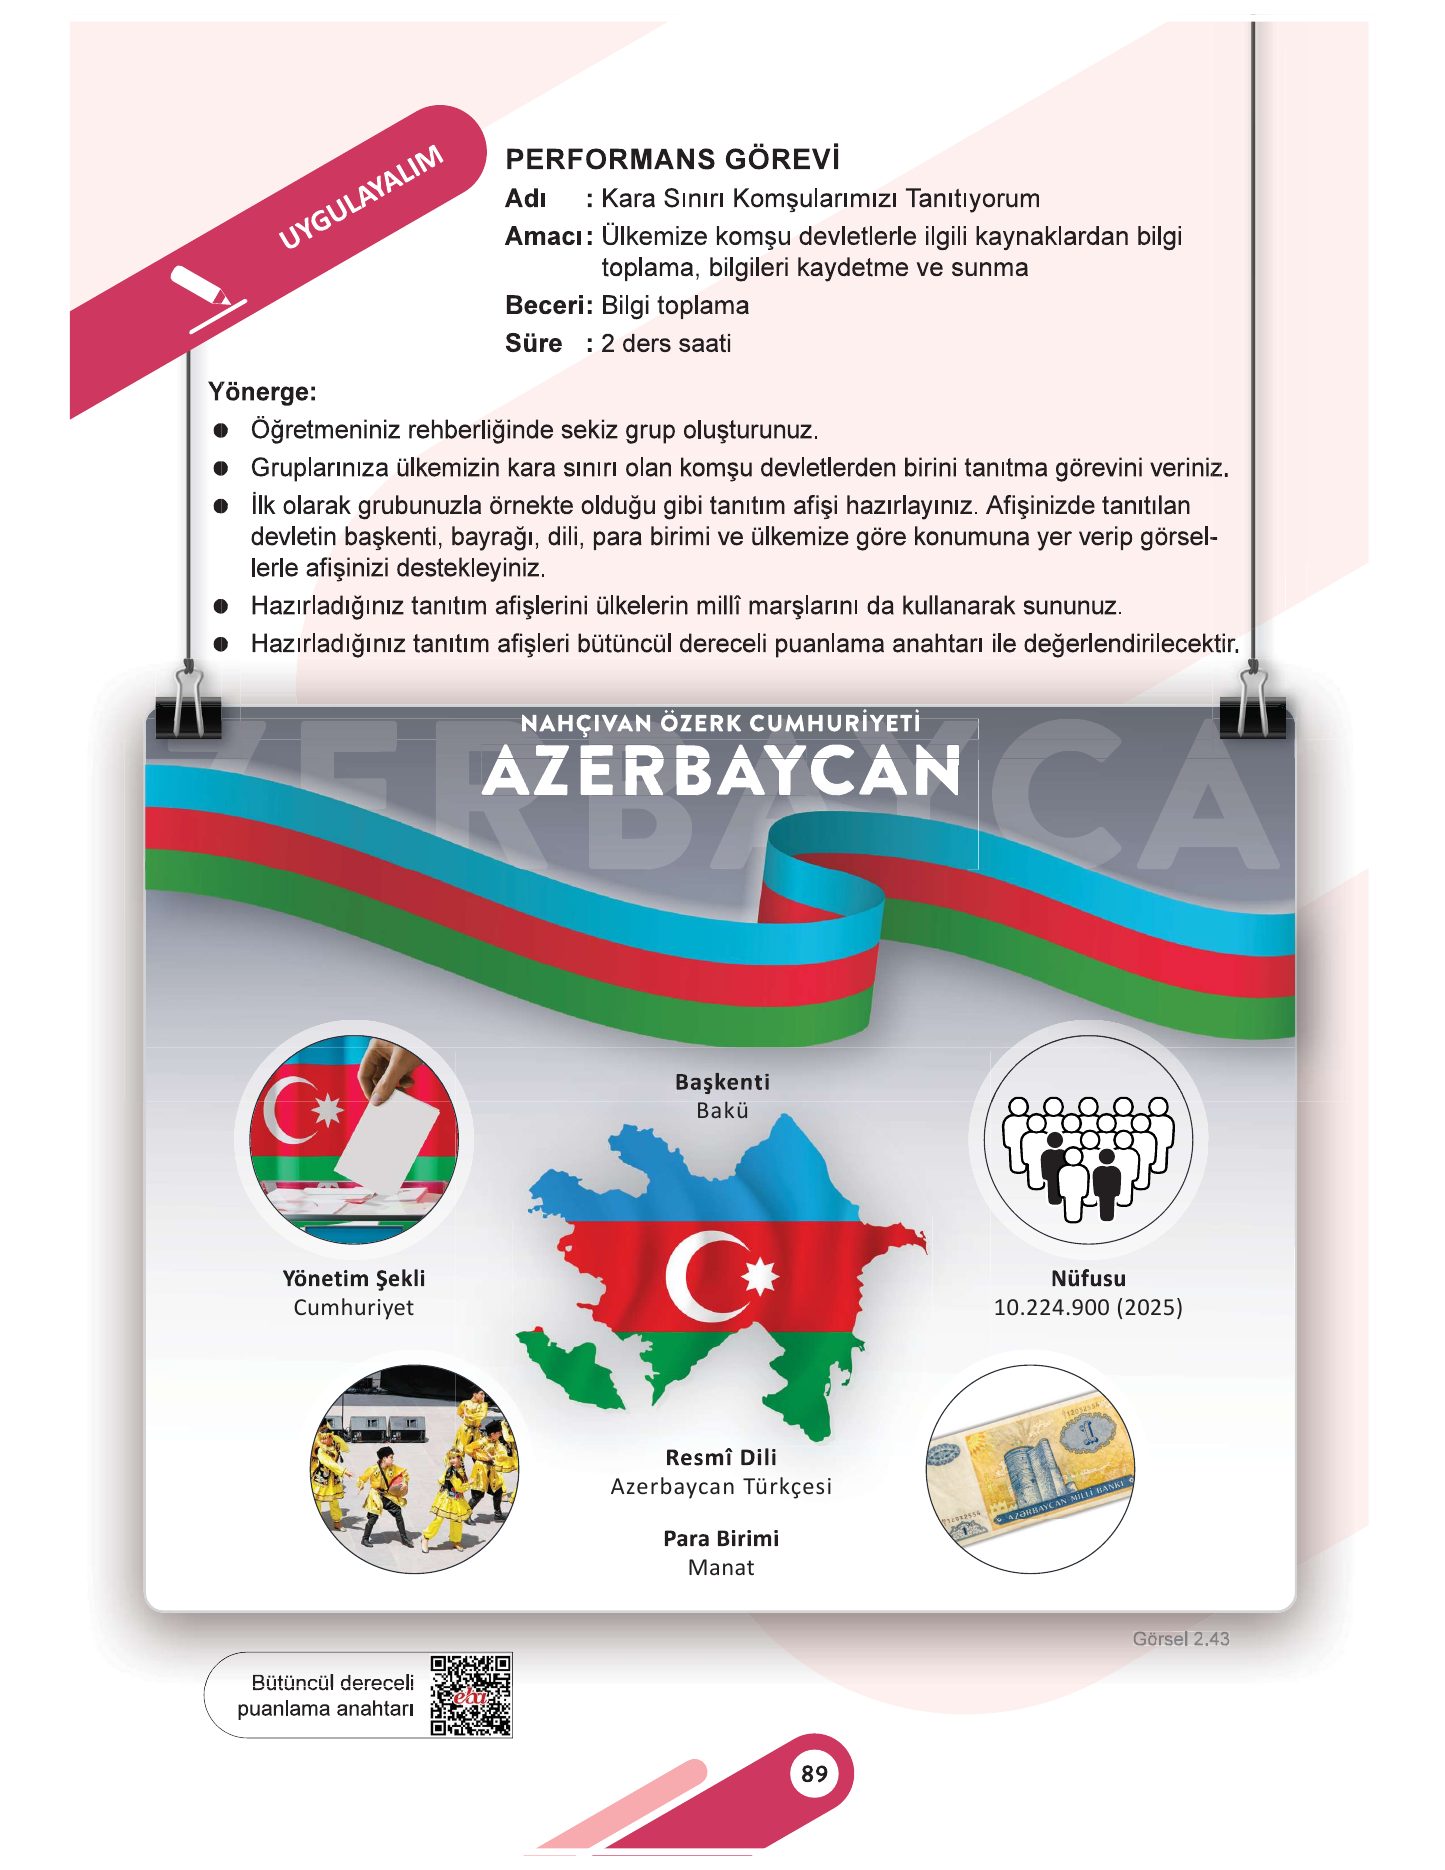 UYGULAYALIM
PERFORMANS GÖREVİ
Adı : Kara Sınırı Komşularımızı Tanıtıyorum
Amacı: Ülkemize komşu devletlerle ilgili kaynaklardan bilgi
toplama, bilgileri kaydetme ve sunma
Beceri: Bilgi toplama
Süre : 2 ders saati
Yönerge:
● Öğretmeniniz rehberliğinde sekiz grup oluşturunuz.
● Gruplarınıza ülkemizin kara sınırı olan komşu devletlerden birini tanıtma görevini veriniz.
● İlk olarak grubunuzla örnekte olduğu gibi tanıtım afişi hazırlayınız. Afişinizde tanıtılan
devletin başkenti, bayrağı, dili, para birimi ve ülkemize göre konumuna yer verip görsel-
lerle afişinizi destekleyiniz.
● Hazırladığınız tanıtım afişlerini ülkelerin millî marşlarını da kullanarak sununuz.
● Hazırladığınız tanıtım afişleri bütüncül dereceli puanlama anahtarı ile değerlendirilecektir.
ZERBAYCA
NAHÇIVAN ÖZERK CUMHURİYETİ
AZERBAYCAN
Başkenti
Bakü
Yönetim Şekli
Cumhuriyet
Nüfusu
10.224.900 (2025)
Resmî Dili
Azerbaycan Türkçesi
Para Birimi
Manat
AZƏRBAYCAN MİLLİ BANKI
Görsel 2.43
Bütüncül dereceli
puanlama anahtarı
eba
89